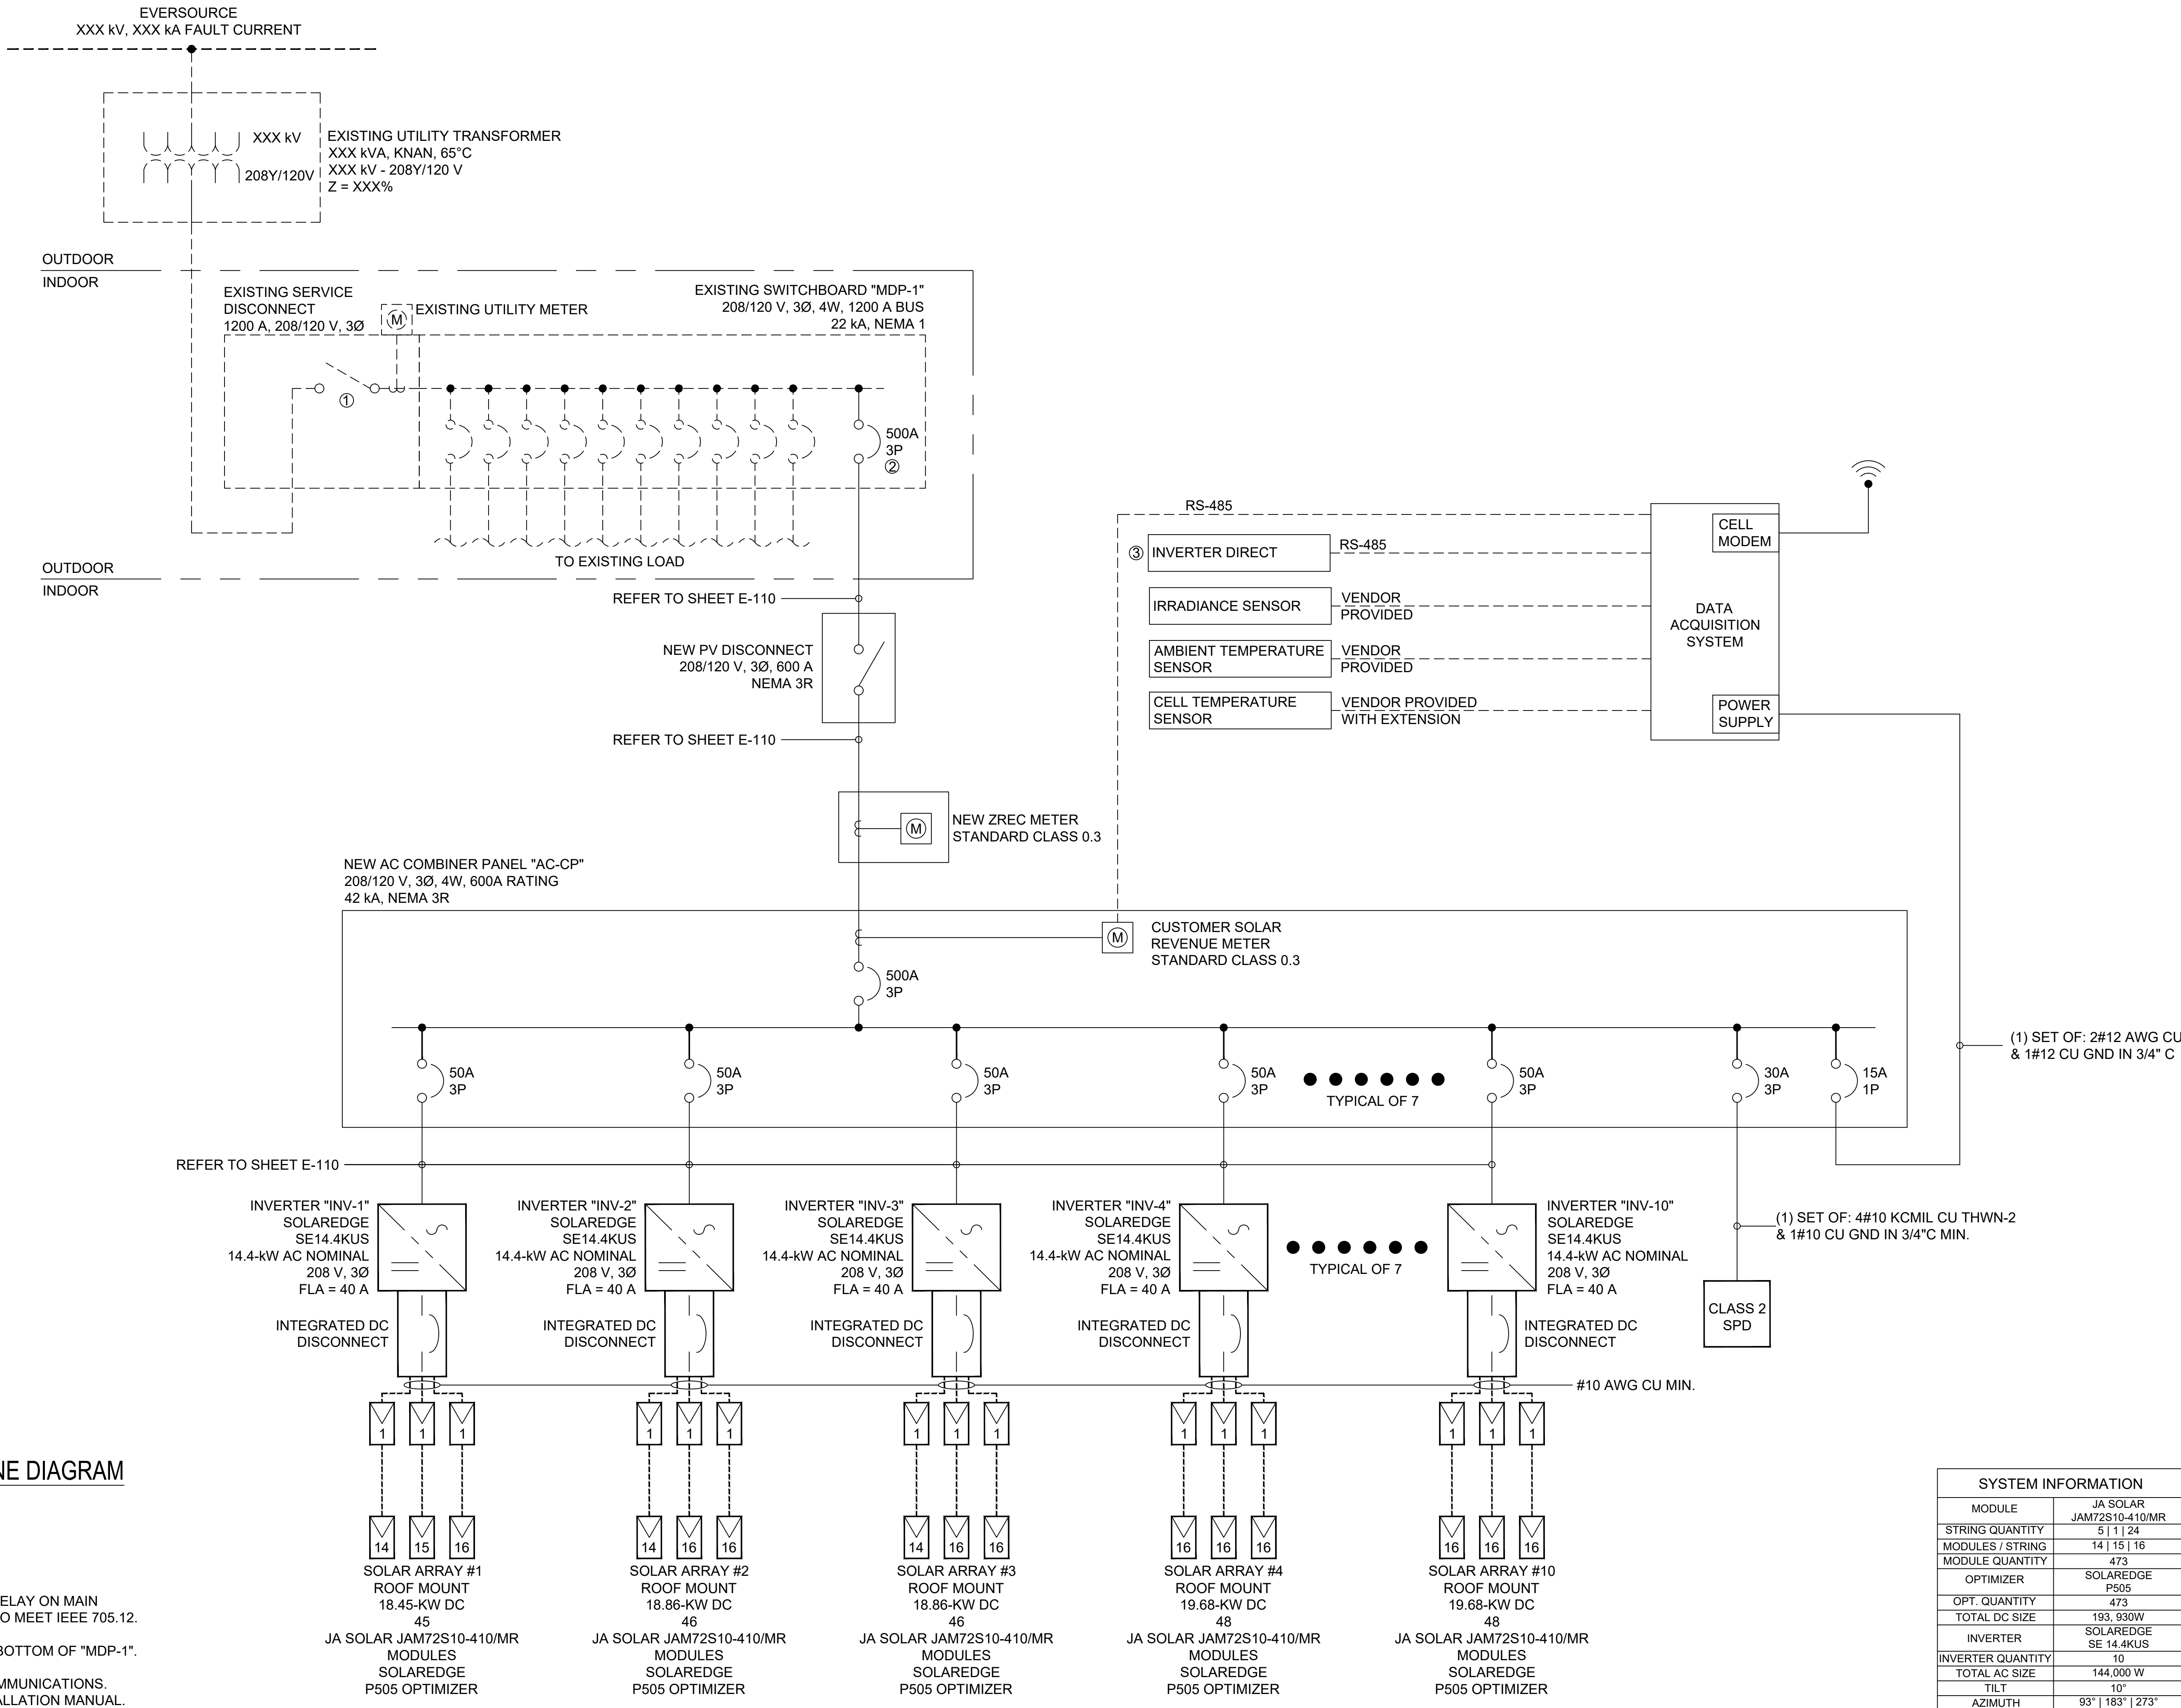 EVERSOURCE
XXX kV, XXX kA FAULT CURRENT
XXX kV
208Y/120V
EXISTING UTILITY TRANSFORMER
XXX kVA, KNAN, 65°C
XXX kV - 208Y/120 V
Z = XXX%
OUTDOOR
INDOOR
EXISTING SERVICE
DISCONNECT
1200 A, 208/120 V, 3Ø
M
EXISTING UTILITY METER
EXISTING SWITCHBOARD "MDP-1"
208/120 V, 3Ø, 4W, 1200 A BUS
22 kA, NEMA 1
1
500A
3P
2
TO EXISTING LOAD
OUTDOOR
INDOOR
REFER TO SHEET E-110
NEW PV DISCONNECT
208/120 V, 3Ø, 600 A
NEMA 3R
REFER TO SHEET E-110
RS-485
3
INVERTER DIRECT
RS-485
IRRADIANCE SENSOR
VENDOR
PROVIDED
AMBIENT TEMPERATURE
SENSOR
VENDOR
PROVIDED
CELL TEMPERATURE
SENSOR
VENDOR PROVIDED
WITH EXTENSION
CELL
MODEM
DATA
ACQUISITION
SYSTEM
POWER
SUPPLY
M
NEW ZREC METER
STANDARD CLASS 0.3
NEW AC COMBINER PANEL "AC-CP"
208/120 V, 3Ø, 4W, 600A RATING
42 kA, NEMA 3R
M
CUSTOMER SOLAR
REVENUE METER
STANDARD CLASS 0.3
500A
3P
50A
3P
50A
3P
50A
3P
50A
3P
TYPICAL OF 7
50A
3P
30A
3P
15A
1P
(1) SET OF: 2#12 AWG CU
& 1#12 CU GND IN 3/4" C
REFER TO SHEET E-110
INVERTER "INV-1"
SOLAREDGE
SE14.4KUS
14.4-kW AC NOMINAL
208 V, 3Ø
FLA = 40 A
INVERTER "INV-2"
SOLAREDGE
SE14.4KUS
14.4-kW AC NOMINAL
208 V, 3Ø
FLA = 40 A
INVERTER "INV-3"
SOLAREDGE
SE14.4KUS
14.4-kW AC NOMINAL
208 V, 3Ø
FLA = 40 A
INVERTER "INV-4"
SOLAREDGE
SE14.4KUS
14.4-kW AC NOMINAL
208 V, 3Ø
FLA = 40 A
TYPICAL OF 7
INVERTER "INV-10"
SOLAREDGE
SE14.4KUS
14.4-kW AC NOMINAL
208 V, 3Ø
FLA = 40 A
(1) SET OF: 4#10 KCMIL CU THWN-2
& 1#10 CU GND IN 3/4"C MIN.
CLASS 2
SPD
INTEGRATED DC
DISCONNECT
INTEGRATED DC
DISCONNECT
INTEGRATED DC
DISCONNECT
INTEGRATED DC
DISCONNECT
INTEGRATED DC
DISCONNECT
#10 AWG CU MIN.
1 1 1
1 1 1
1 1 1
1 1 1
1 1 1
14 15 16
14 16 16
14 16 16
16 16 16
16 16 16
SOLAR ARRAY #1
ROOF MOUNT
18.45-KW DC
45
JA SOLAR JAM72S10-410/MR
MODULES
SOLAREDGE
P505 OPTIMIZER
SOLAR ARRAY #2
ROOF MOUNT
18.86-KW DC
46
JA SOLAR JAM72S10-410/MR
MODULES
SOLAREDGE
P505 OPTIMIZER
SOLAR ARRAY #3
ROOF MOUNT
18.86-KW DC
46
JA SOLAR JAM72S10-410/MR
MODULES
SOLAREDGE
P505 OPTIMIZER
SOLAR ARRAY #4
ROOF MOUNT
19.68-KW DC
48
JA SOLAR JAM72S10-410/MR
MODULES
SOLAREDGE
P505 OPTIMIZER
SOLAR ARRAY #10
ROOF MOUNT
19.68-KW DC
48
JA SOLAR JAM72S10-410/MR
MODULES
SOLAREDGE
P505 OPTIMIZER
NE DIAGRAM
ELAY ON MAIN
O MEET IEEE 705.12.
BOTTOM OF "MDP-1".
MMUNICATIONS.
ALLATION MANUAL.
SYSTEM INFORMATION
MODULE JA SOLAR
JAM72S10-410/MR
STRING QUANTITY 5 | 1 | 24
MODULES / STRING 14 | 15 | 16
MODULE QUANTITY 473
OPTIMIZER SOLAREDGE
P505
OPT. QUANTITY 473
TOTAL DC SIZE 193, 930W
INVERTER SOLAREDGE
SE 14.4KUS
INVERTER QUANTITY 10
TOTAL AC SIZE 144,000 W
TILT 10°
AZIMUTH 93° | 183° | 273°